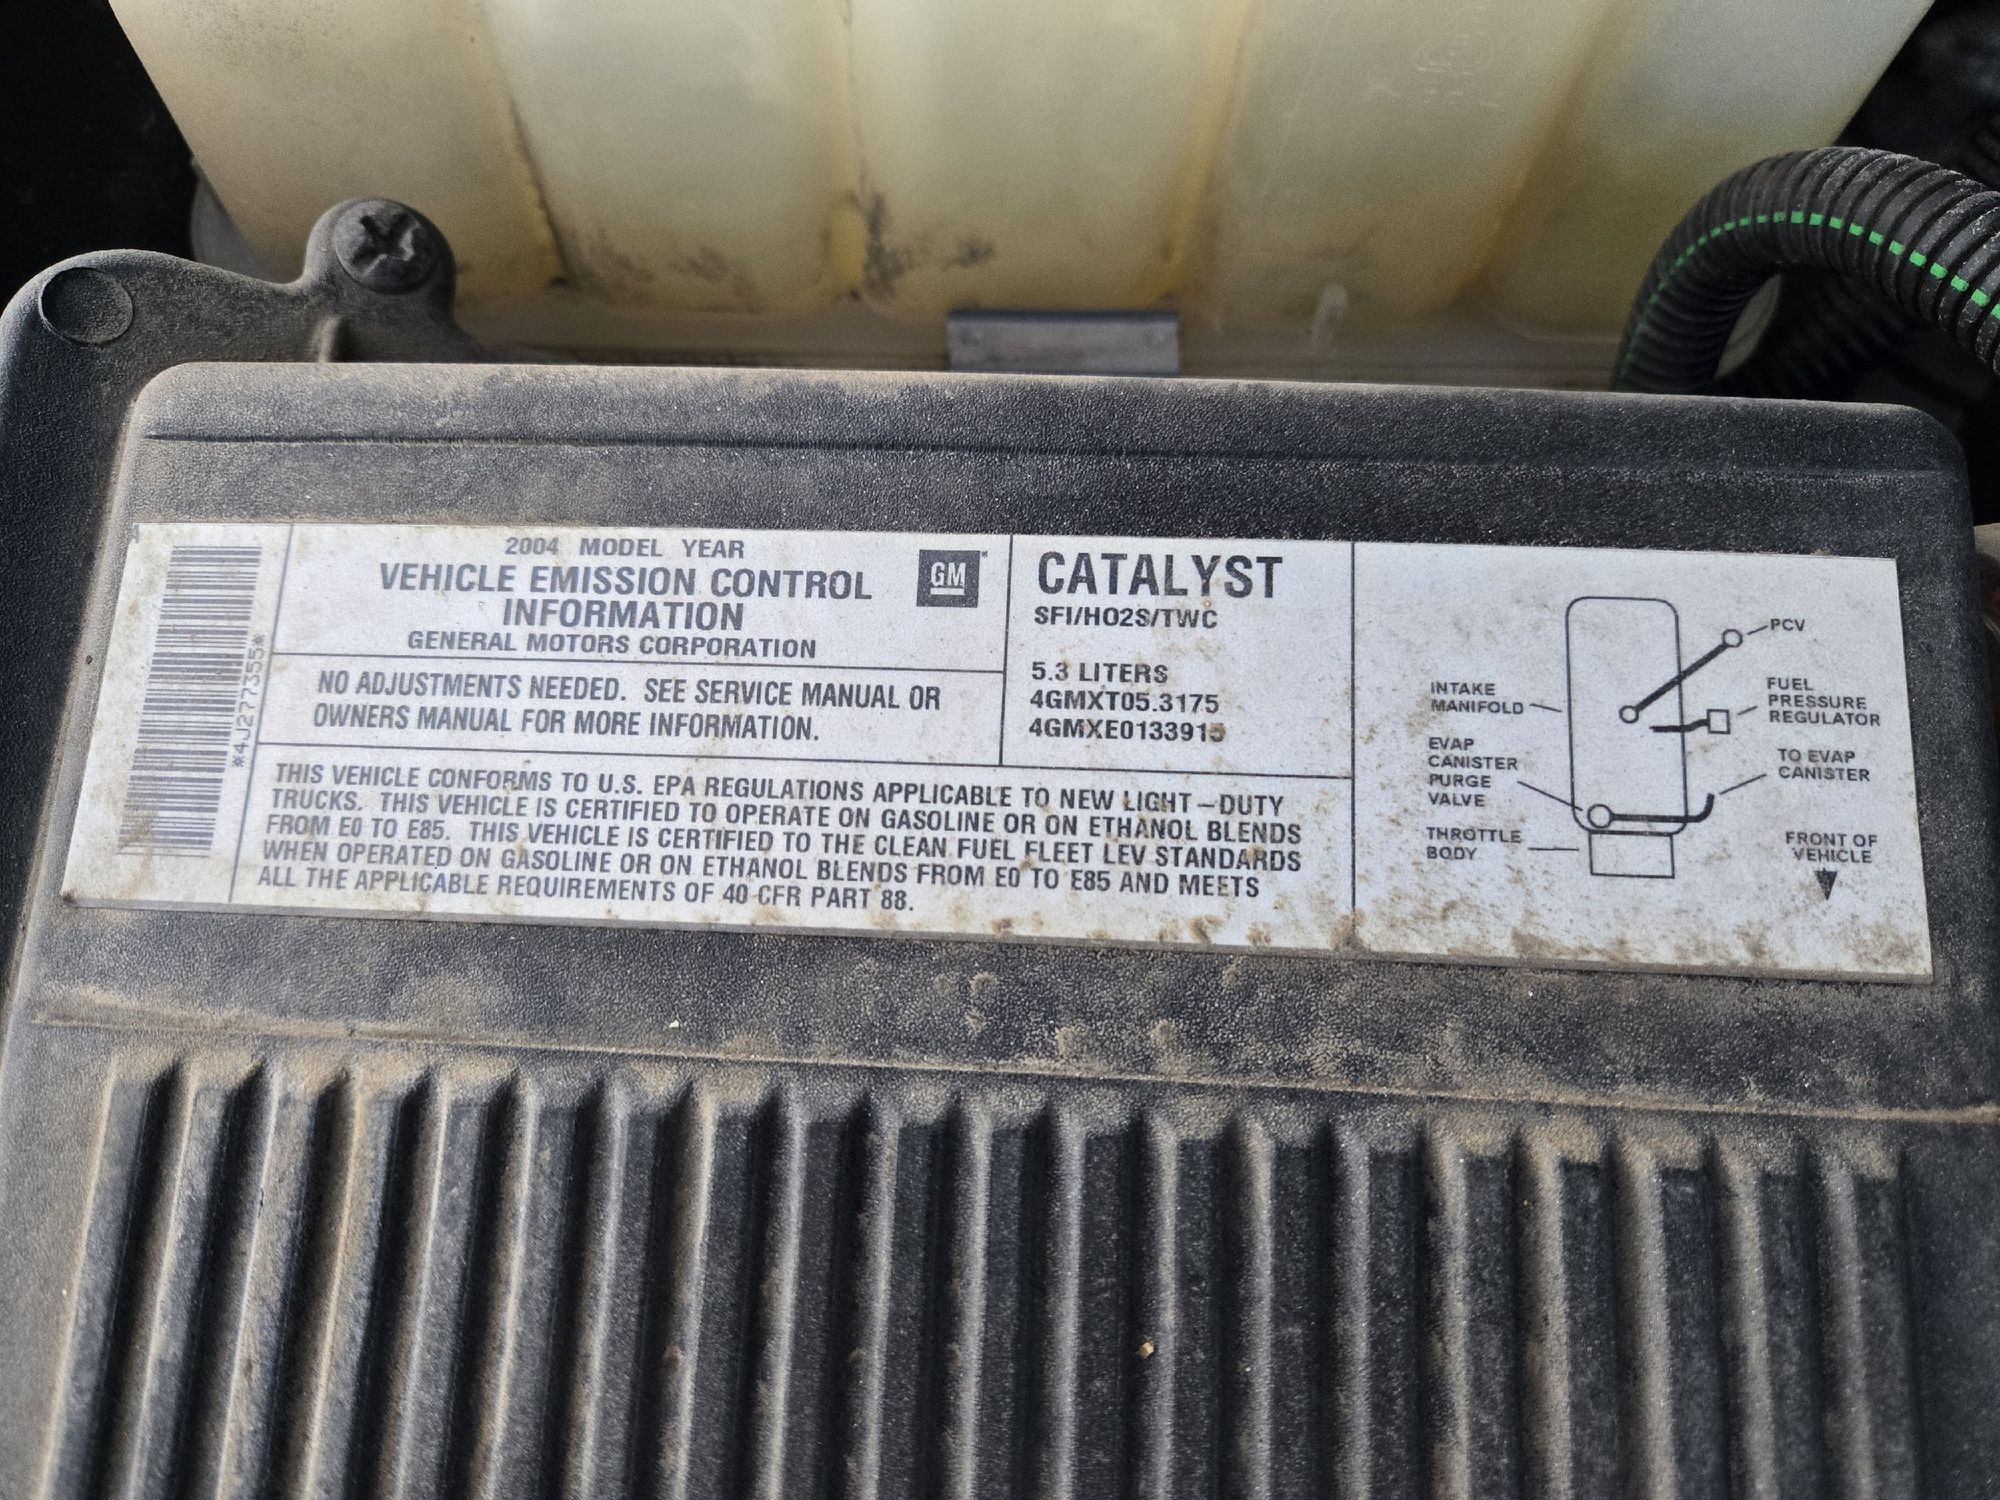 2004 MODEL YEAR
VEHICLE EMISSION CONTROL
INFORMATION
GENERAL MOTORS CORPORATION
GM
NO ADJUSTMENTS NEEDED. SEE SERVICE MANUAL OR
OWNERS MANUAL FOR MORE INFORMATION.
CATALYST
SFI/HO2S/TWC
5.3 LITERS
4GMXT05.3175
4GMXE0133915
THIS VEHICLE CONFORMS TO U.S. EPA REGULATIONS APPLICABLE TO NEW LIGHT-DUTY
TRUCKS. THIS VEHICLE IS CERTIFIED TO OPERATE ON GASOLINE OR ON ETHANOL BLENDS
FROM E0 TO E85. THIS VEHICLE IS CERTIFIED TO THE CLEAN FUEL FLEET LEV STANDARDS
WHEN OPERATED ON GASOLINE OR ON ETHANOL BLENDS FROM E0 TO E85 AND MEETS
ALL THE APPLICABLE REQUIREMENTS OF 40 CFR PART 88.
*4J277355*
A
PCV
INTAKE
MANIFOLD
FUEL
PRESSURE
REGULATOR
EVAP
CANISTER
PURGE
VALVE
TO EVAP
CANISTER
THROTTLE
BODY
FRONT OF
VEHICLE